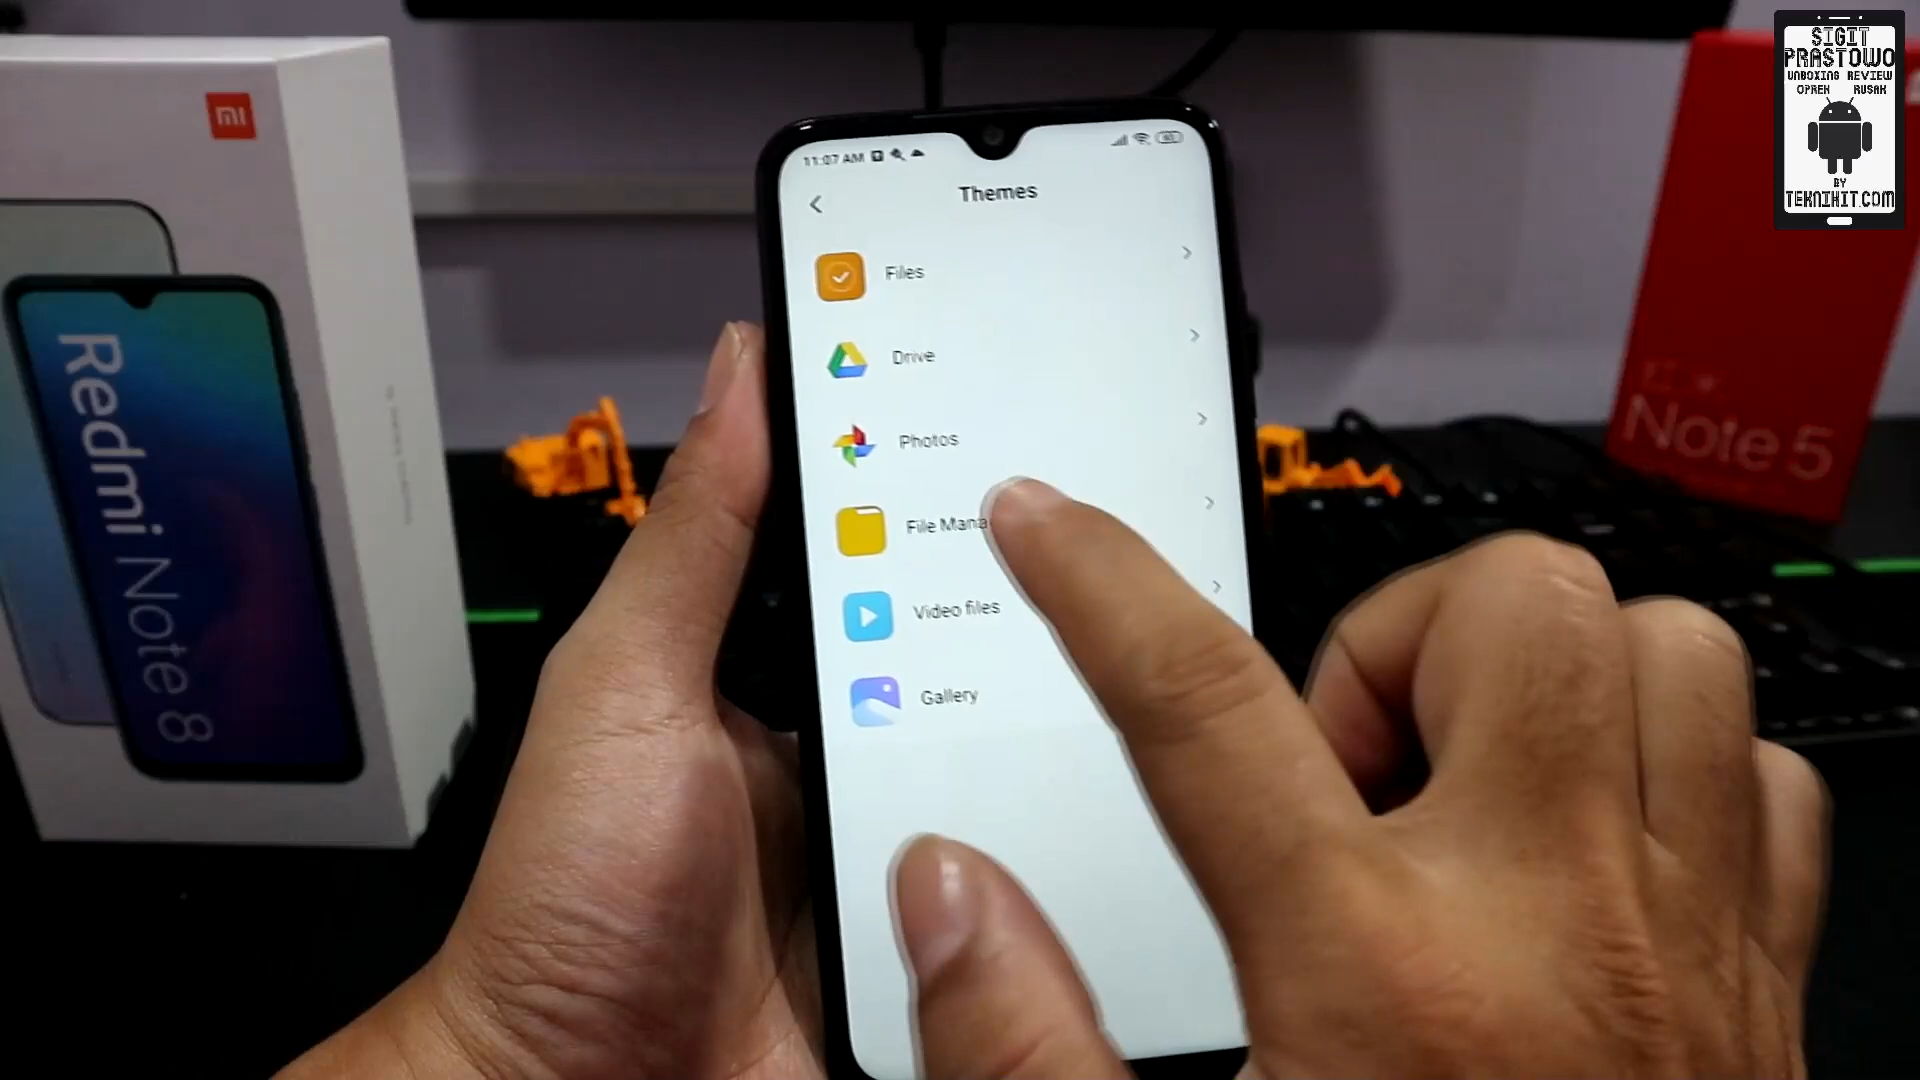 mi
Redmi Note 8
11:07 AM
Themes
Files
Drive
Photos
File Mana
Video files
Gallery
Note 5
SIGIT
PRASTOWO
UNBOXING REVIEW
OPREK RUSAK
BY
TEKNIKIT.COM